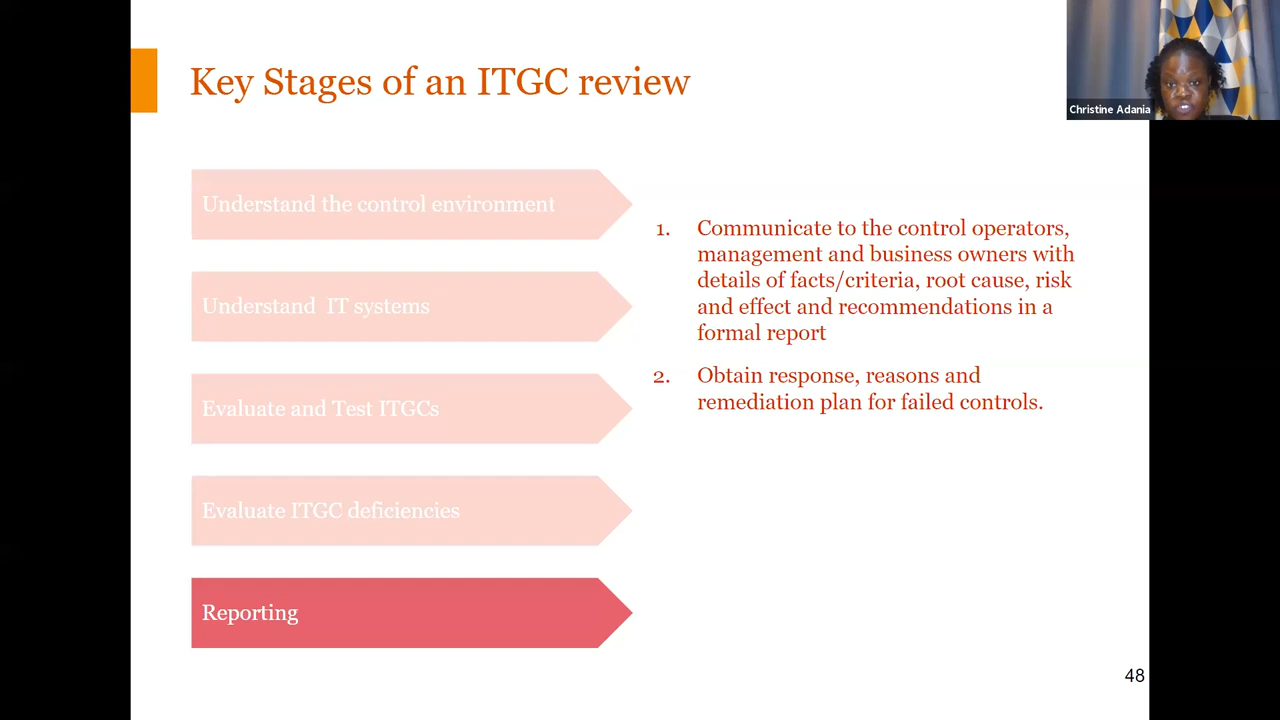 Key Stages of an ITGC review
Christine Adania
Understand the control environment
Understand IT systems
Evaluate and Test ITGCs
Evaluate ITGC deficiencies
Reporting
1. Communicate to the control operators,
management and business owners with
details of facts/criteria, root cause, risk
and effect and recommendations in a
formal report
2. Obtain response, reasons and
remediation plan for failed controls.
48